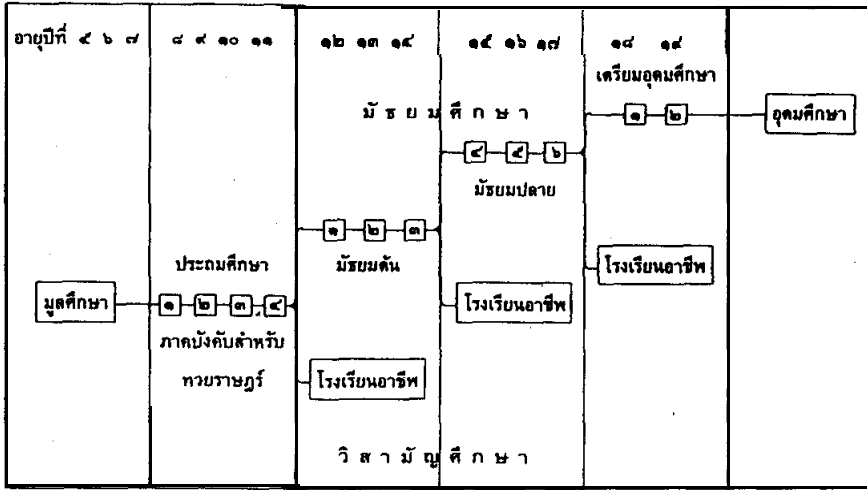 อายุปีที่ ๕ ๖ ๗ ๘ ๙ ๑๐ ๑๑ ๑๒ ๑๓ ๑๔ ๑๕ ๑๖ ๑๗ ๑๘ ๑๙
เตรียมอุดมศึกษา
มัธยมศึกษา
๑ ๒
อุดมศึกษา
๔ ๕ ๖
มัธยมปลาย
๑ ๒ ๓
มัธยมต้น
โรงเรียนอาชีพ
ประถมศึกษา
มูลศึกษา
๑ ๒ ๓ ๔
โรงเรียนอาชีพ
ภาคบังคับสำหรับ
ทวยราษฎร์
โรงเรียนอาชีพ
วิสามัญศึกษา